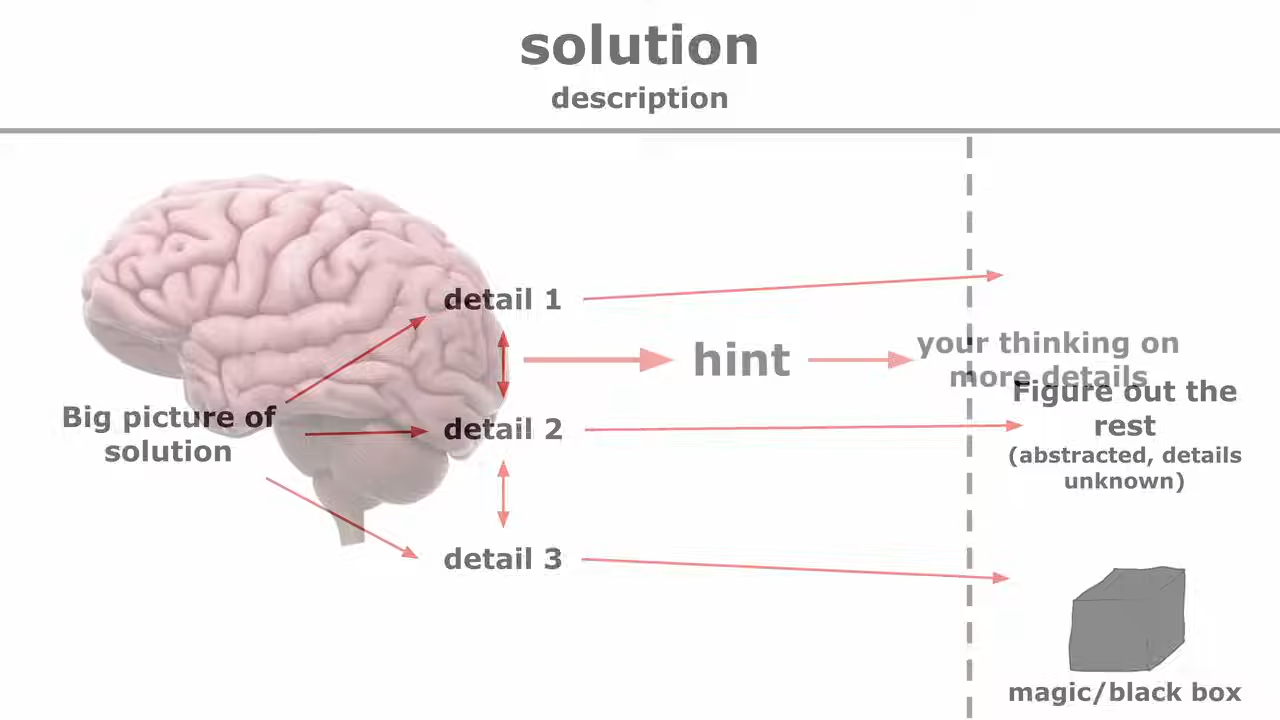 solution
description
detail 1
hint
your thinking on
more details
Big picture of
solution
detail 2
Figure out the
rest
(abstracted, details
unknown)
detail 3
magic/black box